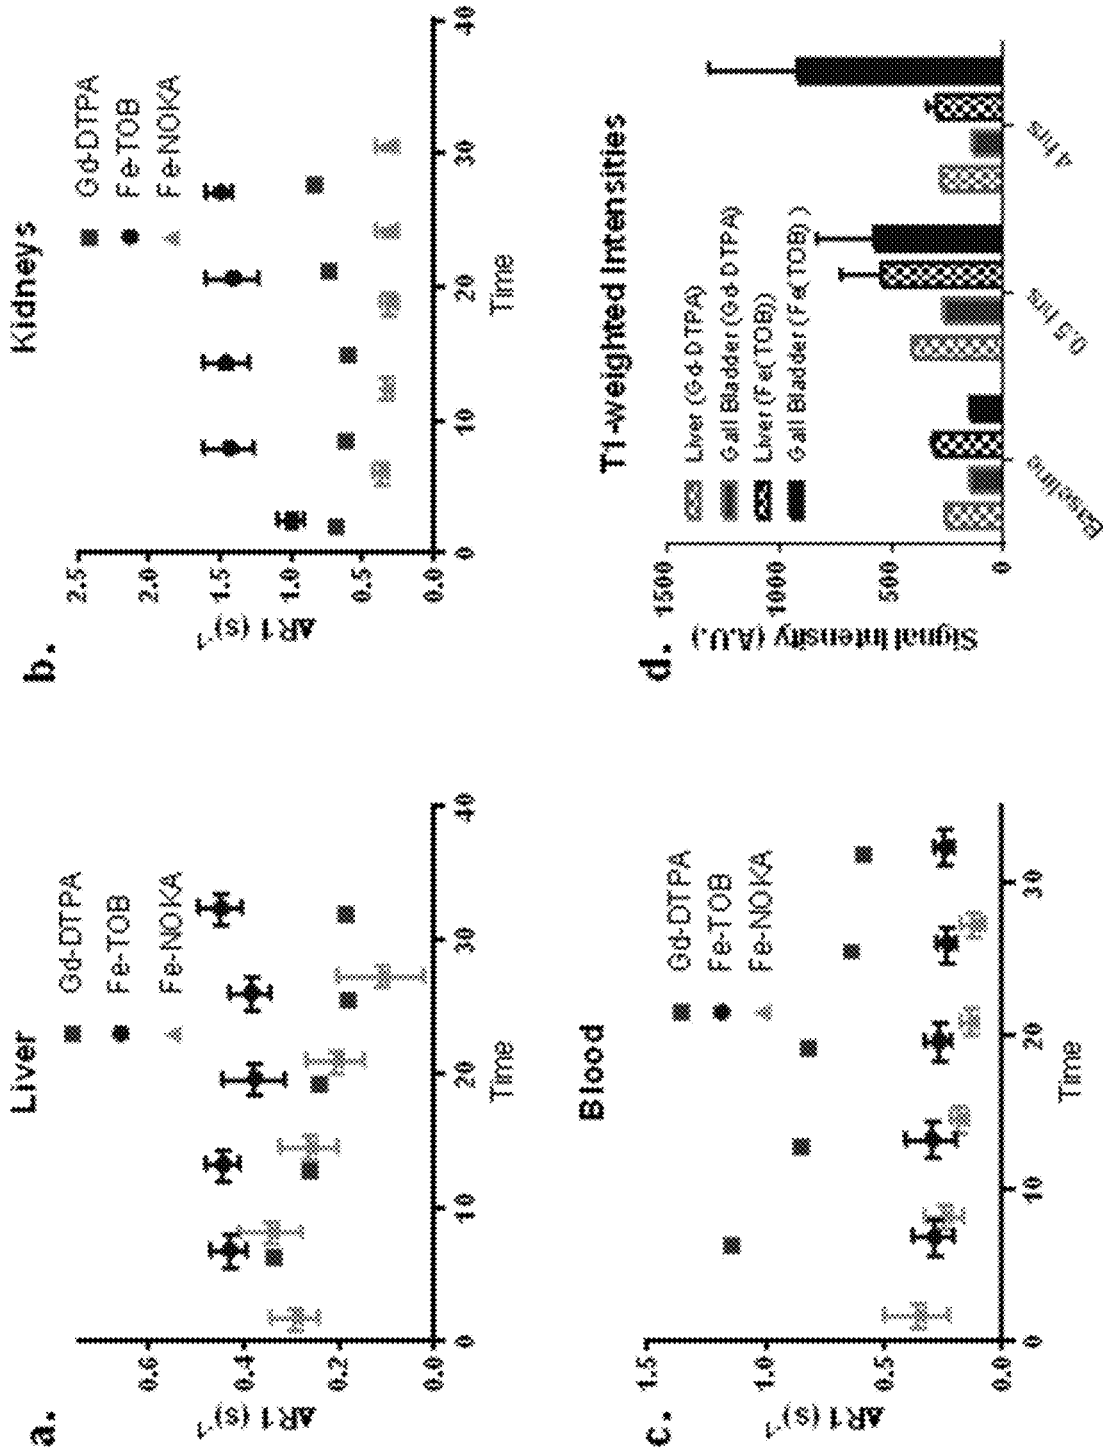 a.
Liver
Gd-DTPA
Fe-TOB
Fe-NOKA
ΔR1 (s)⁻¹
0.6
0.4
0.2
0.0
0 10 20 30 40
Time
b.
Kidneys
Gd-DTPA
Fe-TOB
Fe-NOKA
ΔR1 (s)⁻¹
2.5
2.0
1.5
1.0
0.5
0.0
0 10 20 30 40
Time
c.
Blood
Gd-DTPA
Fe-TOB
Fe-NOKA
ΔR1 (s)⁻¹
1.5
1.0
0.5
0.0
0 10 20 30
Time
d.
T1-weighted Intensities
Liver (Gd-DTPA)
Gall Bladder (Gd-DTPA)
Liver (Fe(TOB))
Gall Bladder (Fe(TOB) )
Signal Intensity (A.U.)
1500
1000
500
0
Baseline 0.5 hrs 4 hrs